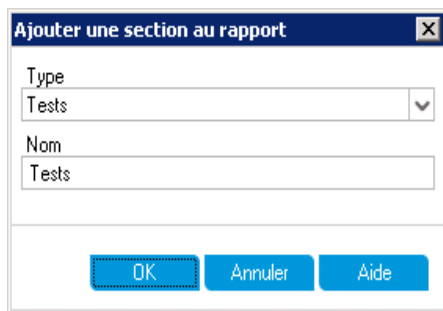 Ajouter une section au rapport
Type
Tests
Nom
Tests
OK Annuler Aide